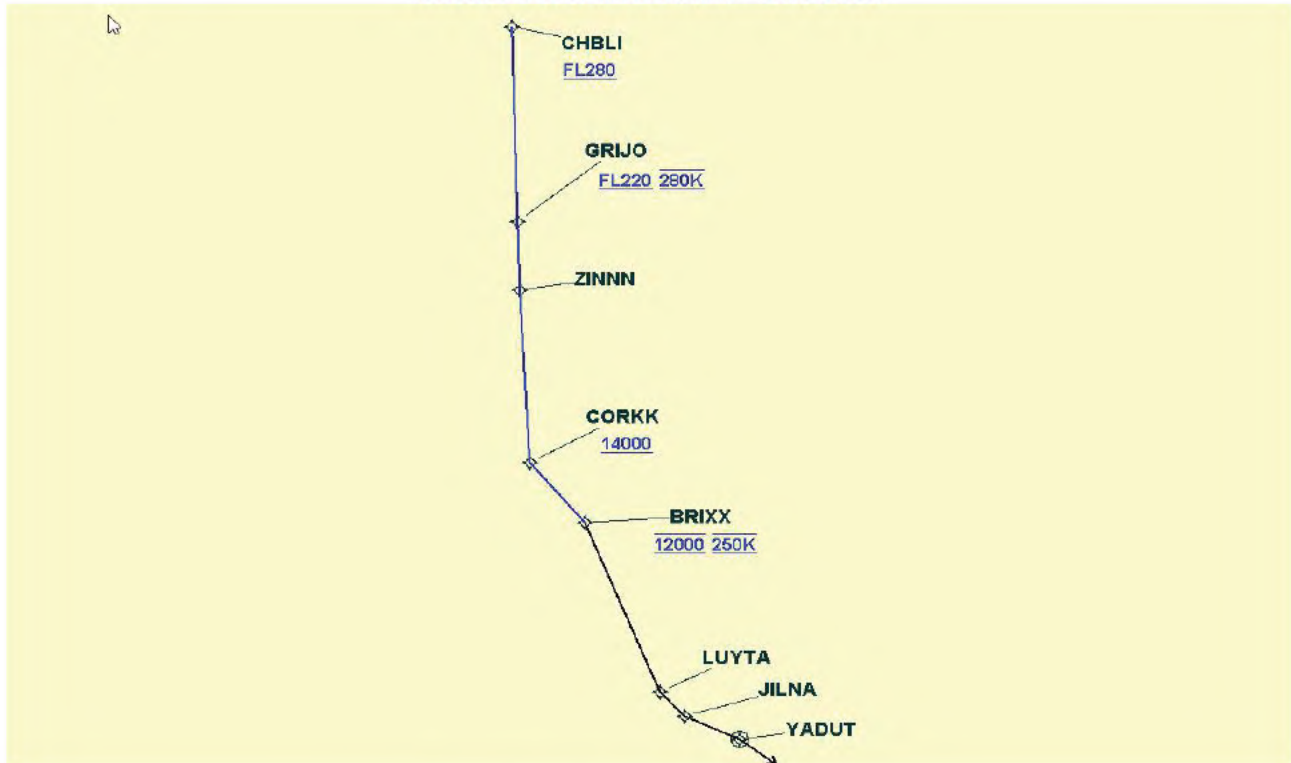 CHBLI
FL280
GRIJO
FL220 280K
ZINNN
CORKK
14000
BRIXX
12000 250K
LUYTA
JILNA
YADUT